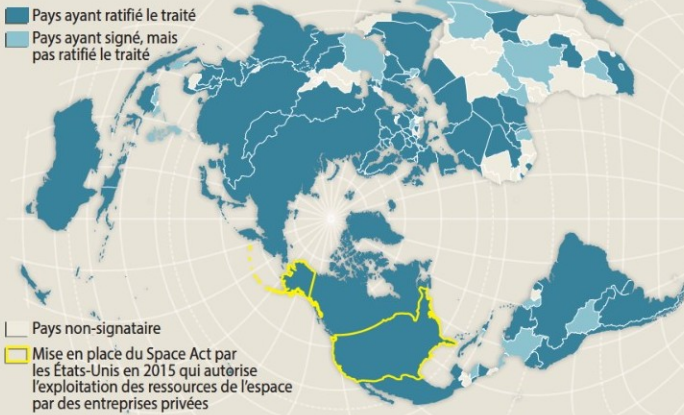 Pays ayant ratifié le traité
Pays ayant signé, mais
pas ratifié le traité
Pays non-signataire
Mise en place du Space Act par
les États-Unis en 2015 qui autorise
l'exploitation des ressources de l'espace
par des entreprises privées